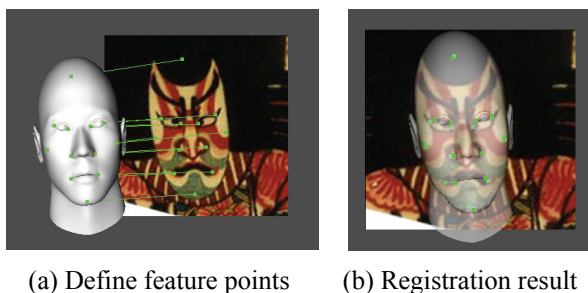 (a) Define feature points
(b) Registration result